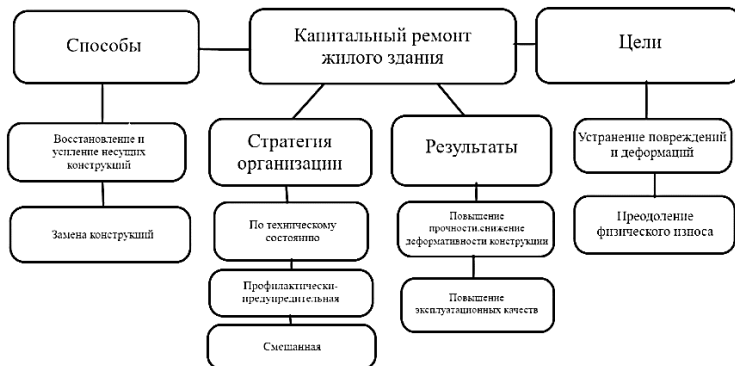 Способы
Капитальный ремонт
жилого здания
Цели
Восстановление и
усиление несущих
конструкций
Замена конструкций
Стратегия
организации
По техническому
состоянию
Профилактически-
предупредительная
Смешанная
Результаты
Повышение
прочности,снижение
деформативности конструкции
Повышение
эксплуатационных качеств
Устранение повреждений
и деформаций
Преодоление
физического износа